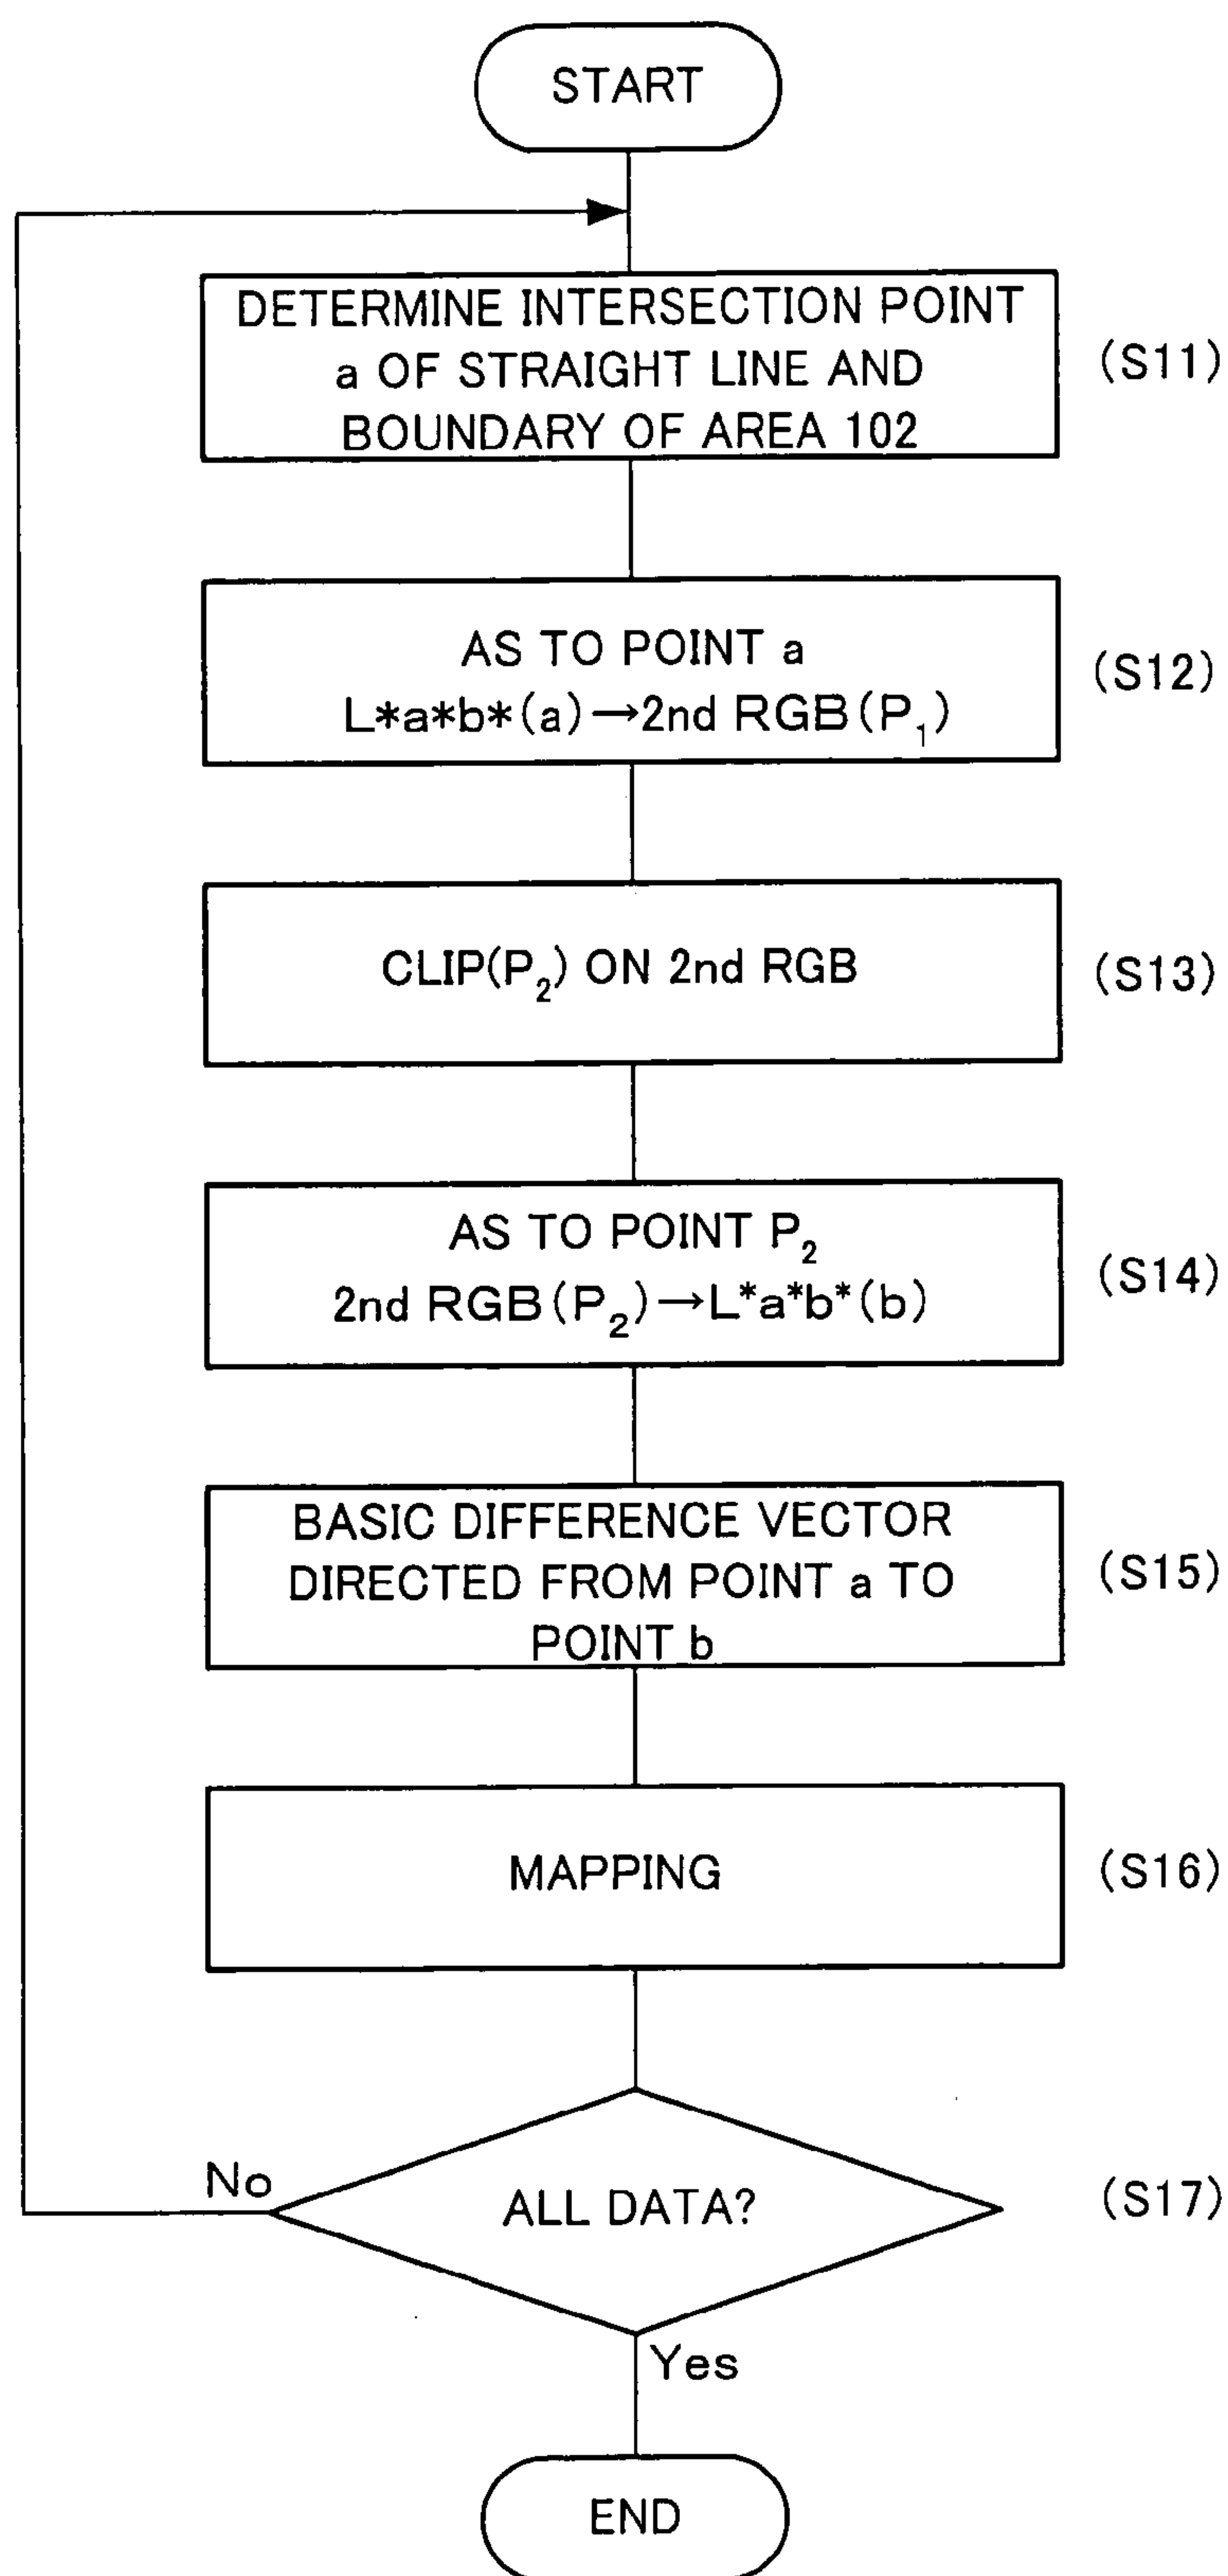 START
DETERMINE INTERSECTION POINT
a OF STRAIGHT LINE AND
BOUNDARY OF AREA 102
(S11)
AS TO POINT a
L*a*b*(a)→2nd RGB(P₁)
(S12)
CLIP(P₂) ON 2nd RGB
(S13)
AS TO POINT P₂
2nd RGB(P₂)→L*a*b*(b)
(S14)
BASIC DIFFERENCE VECTOR
DIRECTED FROM POINT a TO
POINT b
(S15)
MAPPING
(S16)
No
ALL DATA?
(S17)
Yes
END